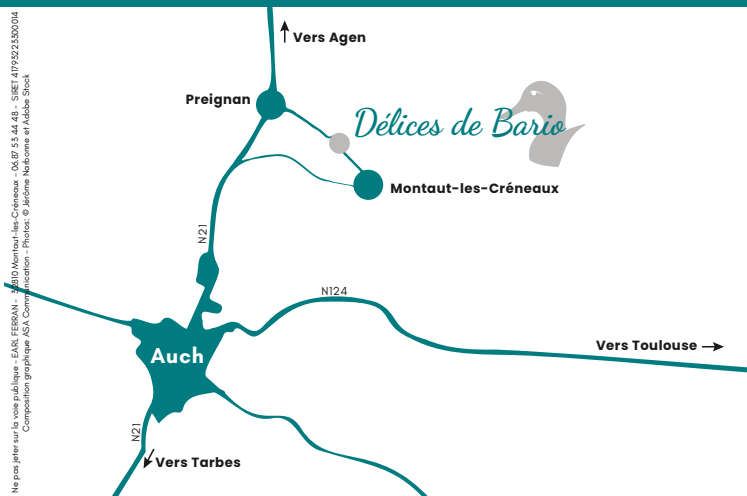 Vers Agen
Preignan
Délices de Bario
Montaut-les-Créneaux
N21
N124
Vers Toulouse
Auch
N21
Vers Tarbes
Ne pas jeter sur la voie publique - EARL FERRAN - 32810 Montaut-les-Créneaux - 06 87 53 44 48 - SIRET 41795222300014
Composition graphique ASA Communication - Photos: © Jérôme Narbonne et Adobe Stock